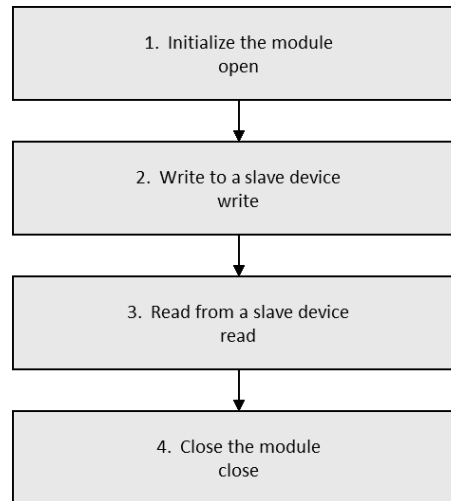 1. Initialize the module
open
2. Write to a slave device
write
3. Read from a slave device
read
4. Close the module
close